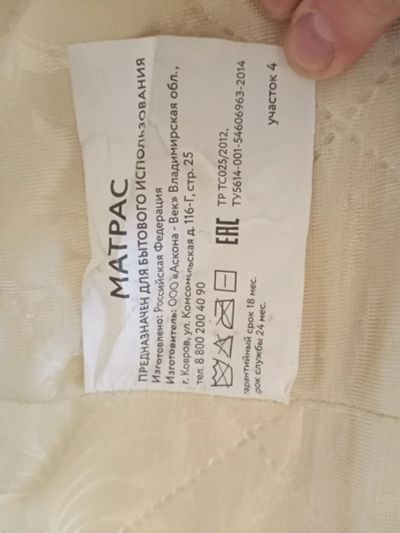 МАТРАС
ПРЕДНАЗНАЧЕН ДЛЯ БЫТОВОГО ИСПОЛЬЗОВАНИЯ
Изготовлено: Российская Федерация
Изготовитель: ООО «Аскона - Век» Владимирская обл.,
г. Ковров, ул. Комсомольская д. 116-Г, стр. 25
тел. 8 800 200 40 90
ЕАС ТР ТС025/2012,
ТУ5614-001-54606963-2014
гарантийный срок 18 мес.
срок службы 24 мес.
участок 4